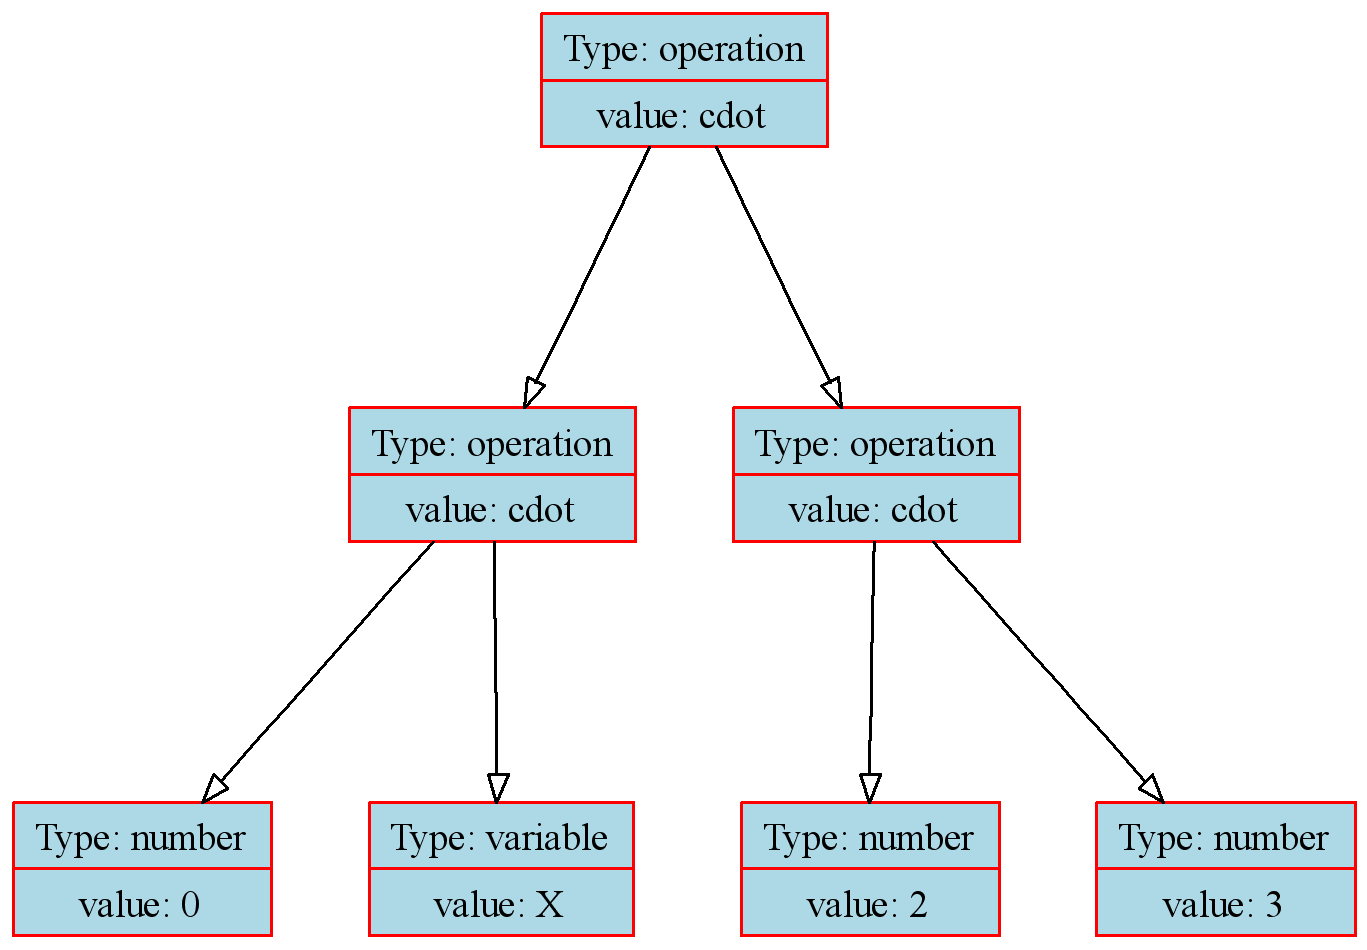 Type: operation
value: cdot
Type: operation
value: cdot
Type: operation
value: cdot
Type: number
value: 0
Type: variable
value: X
Type: number
value: 2
Type: number
value: 3